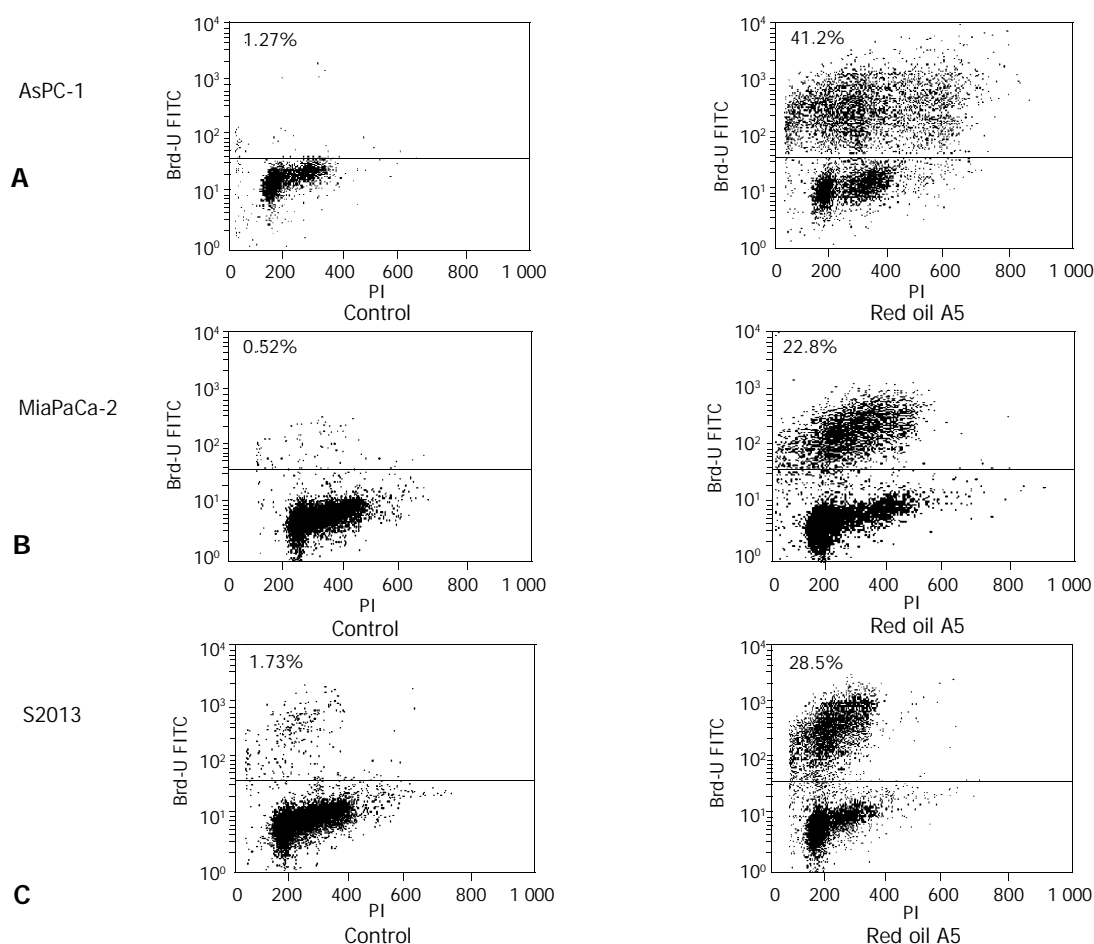 AsPC-1
A
1.27%
10⁴
10³
10²
10¹
10⁰
Brd-U FITC
0 200 400 600 800 1 000
PI
Control
41.2%
10⁴
10³
10²
10¹
10⁰
Brd-U FITC
0 200 400 600 800 1 000
PI
Red oil A5
MiaPaCa-2
B
0.52%
10⁴
10³
10²
10¹
10⁰
Brd-U FITC
0 200 400 600 800 1 000
PI
Control
22.8%
10⁴
10³
10²
10¹
10⁰
Brd-U FITC
0 200 400 600 800 1 000
PI
Red oil A5
S2013
C
1.73%
10⁴
10³
10²
10¹
10⁰
Brd-U FITC
0 200 400 600 800 1 000
PI
Control
28.5%
10⁴
10³
10²
10¹
10⁰
Brd-U FITC
0 200 400 600 800 1 000
PI
Red oil A5